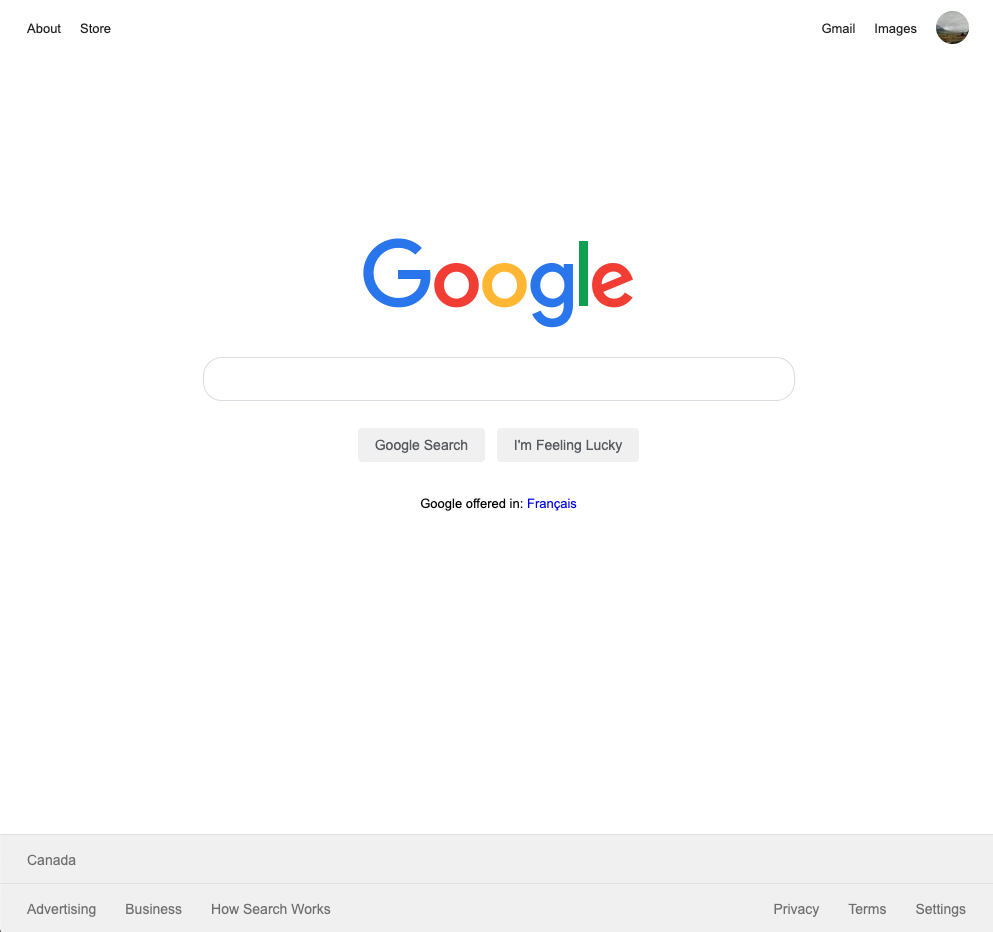 About Store Gmail Images
Google
Google Search I'm Feeling Lucky
Google offered in: Français
Canada
Advertising Business How Search Works Privacy Terms Settings